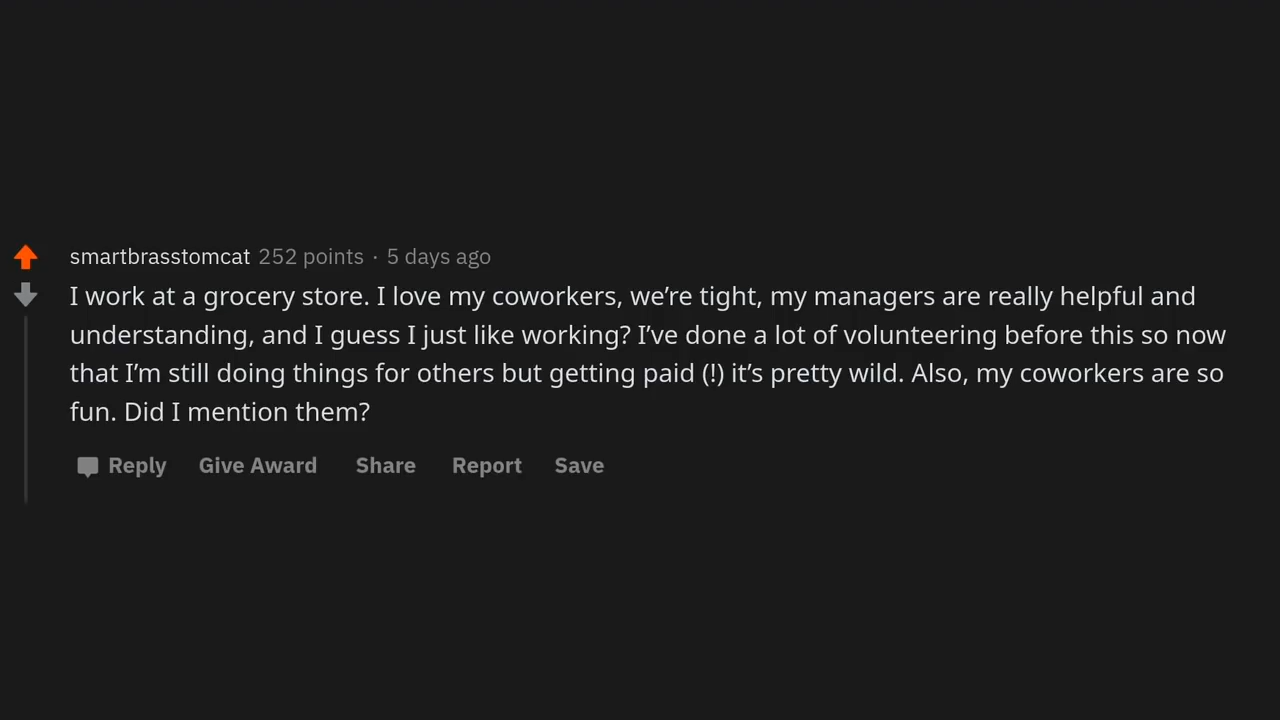 smartbrasstomcat 252 points · 5 days ago
I work at a grocery store. I love my coworkers, we’re tight, my managers are really helpful and
understanding, and I guess I just like working? I’ve done a lot of volunteering before this so now
that I’m still doing things for others but getting paid (!) it’s pretty wild. Also, my coworkers are so
fun. Did I mention them?
Reply Give Award Share Report Save